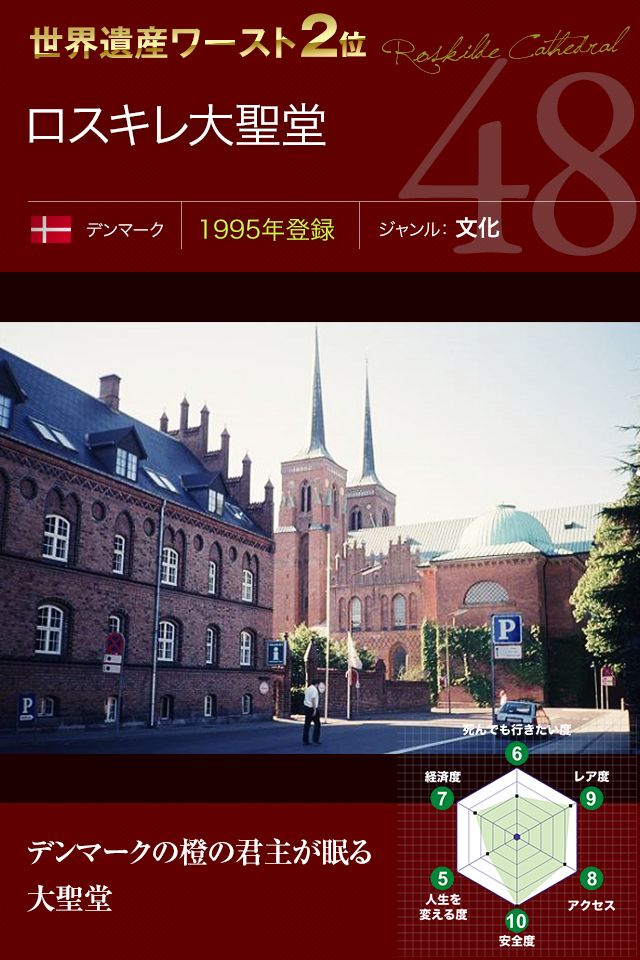 世界遺産ワースト2位
Roskilde Cathedral
48
ロスキレ大聖堂
デンマーク
1995年登録
ジャンル: 文化
P
i
P
死んでも行きたい度
6
経済度
7
レア度
9
5
人生を
変える度
8
アクセス
10
安全度
デンマークの橙の君主が眠る
大聖堂